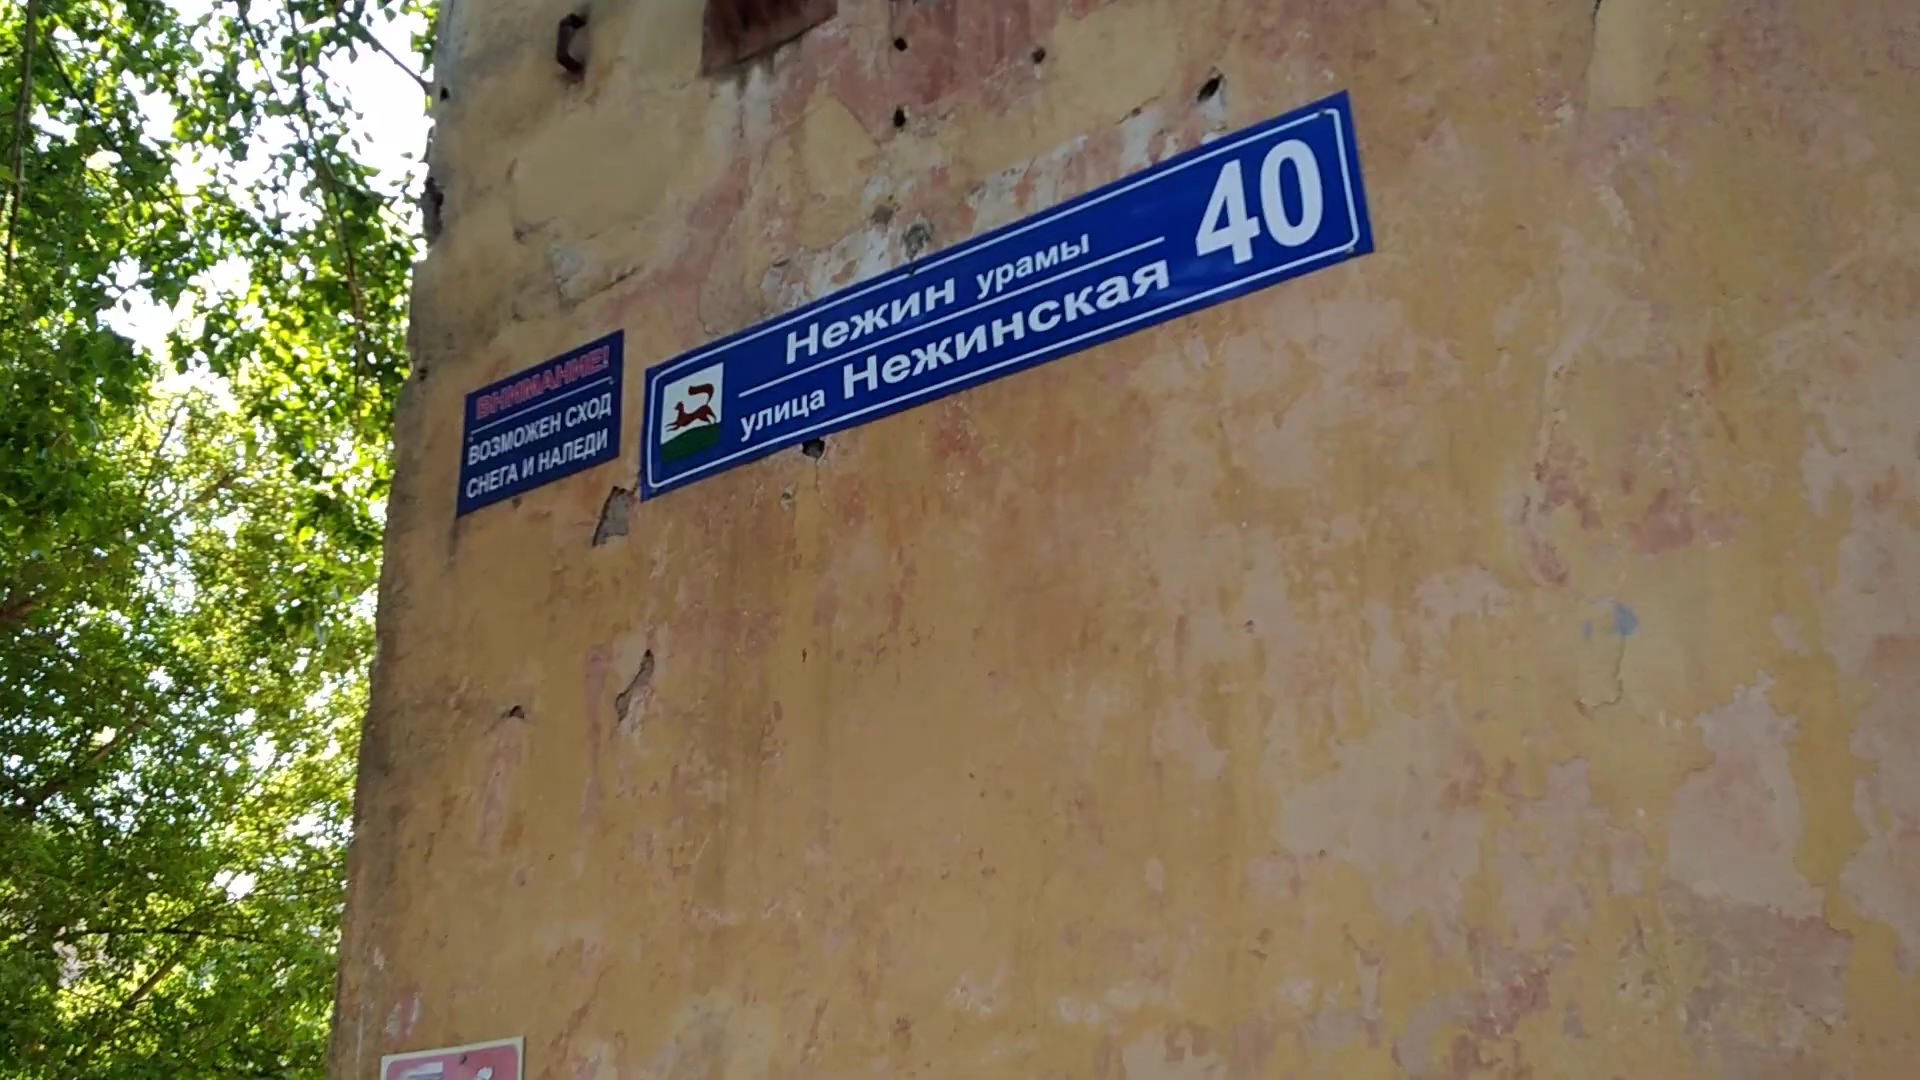 ВНИМАНИЕ!
ВОЗМОЖЕН СХОД
СНЕГА И НАЛЕДИ
Нежин урамы
улица Нежинская
40